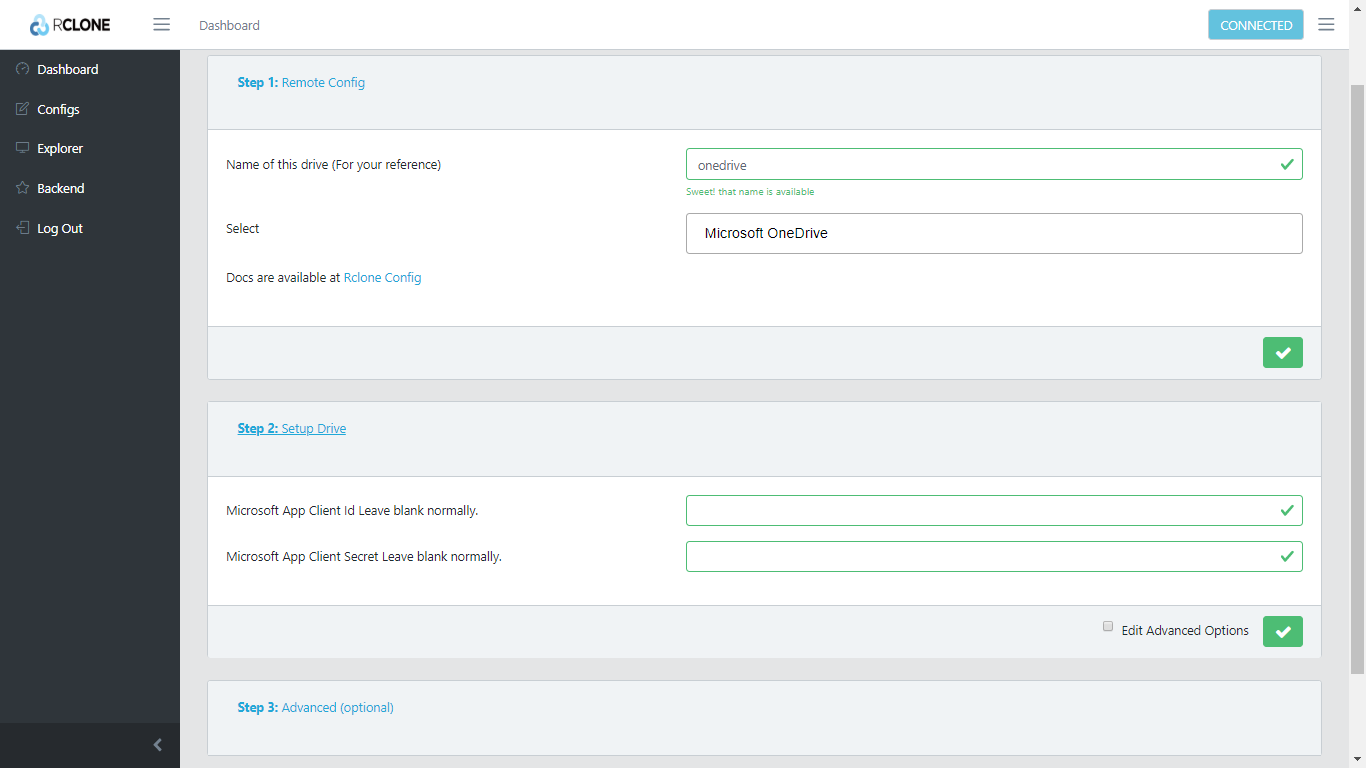 RCLONE
Dashboard
CONNECTED
Dashboard
Configs
Explorer
Backend
Log Out
Step 1: Remote Config
Name of this drive (For your reference)
onedrive
Sweet! that name is available
Select
Microsoft OneDrive
Docs are available at Rclone Config
Step 2: Setup Drive
Microsoft App Client Id Leave blank normally.
Microsoft App Client Secret Leave blank normally.
Edit Advanced Options
Step 3: Advanced (optional)